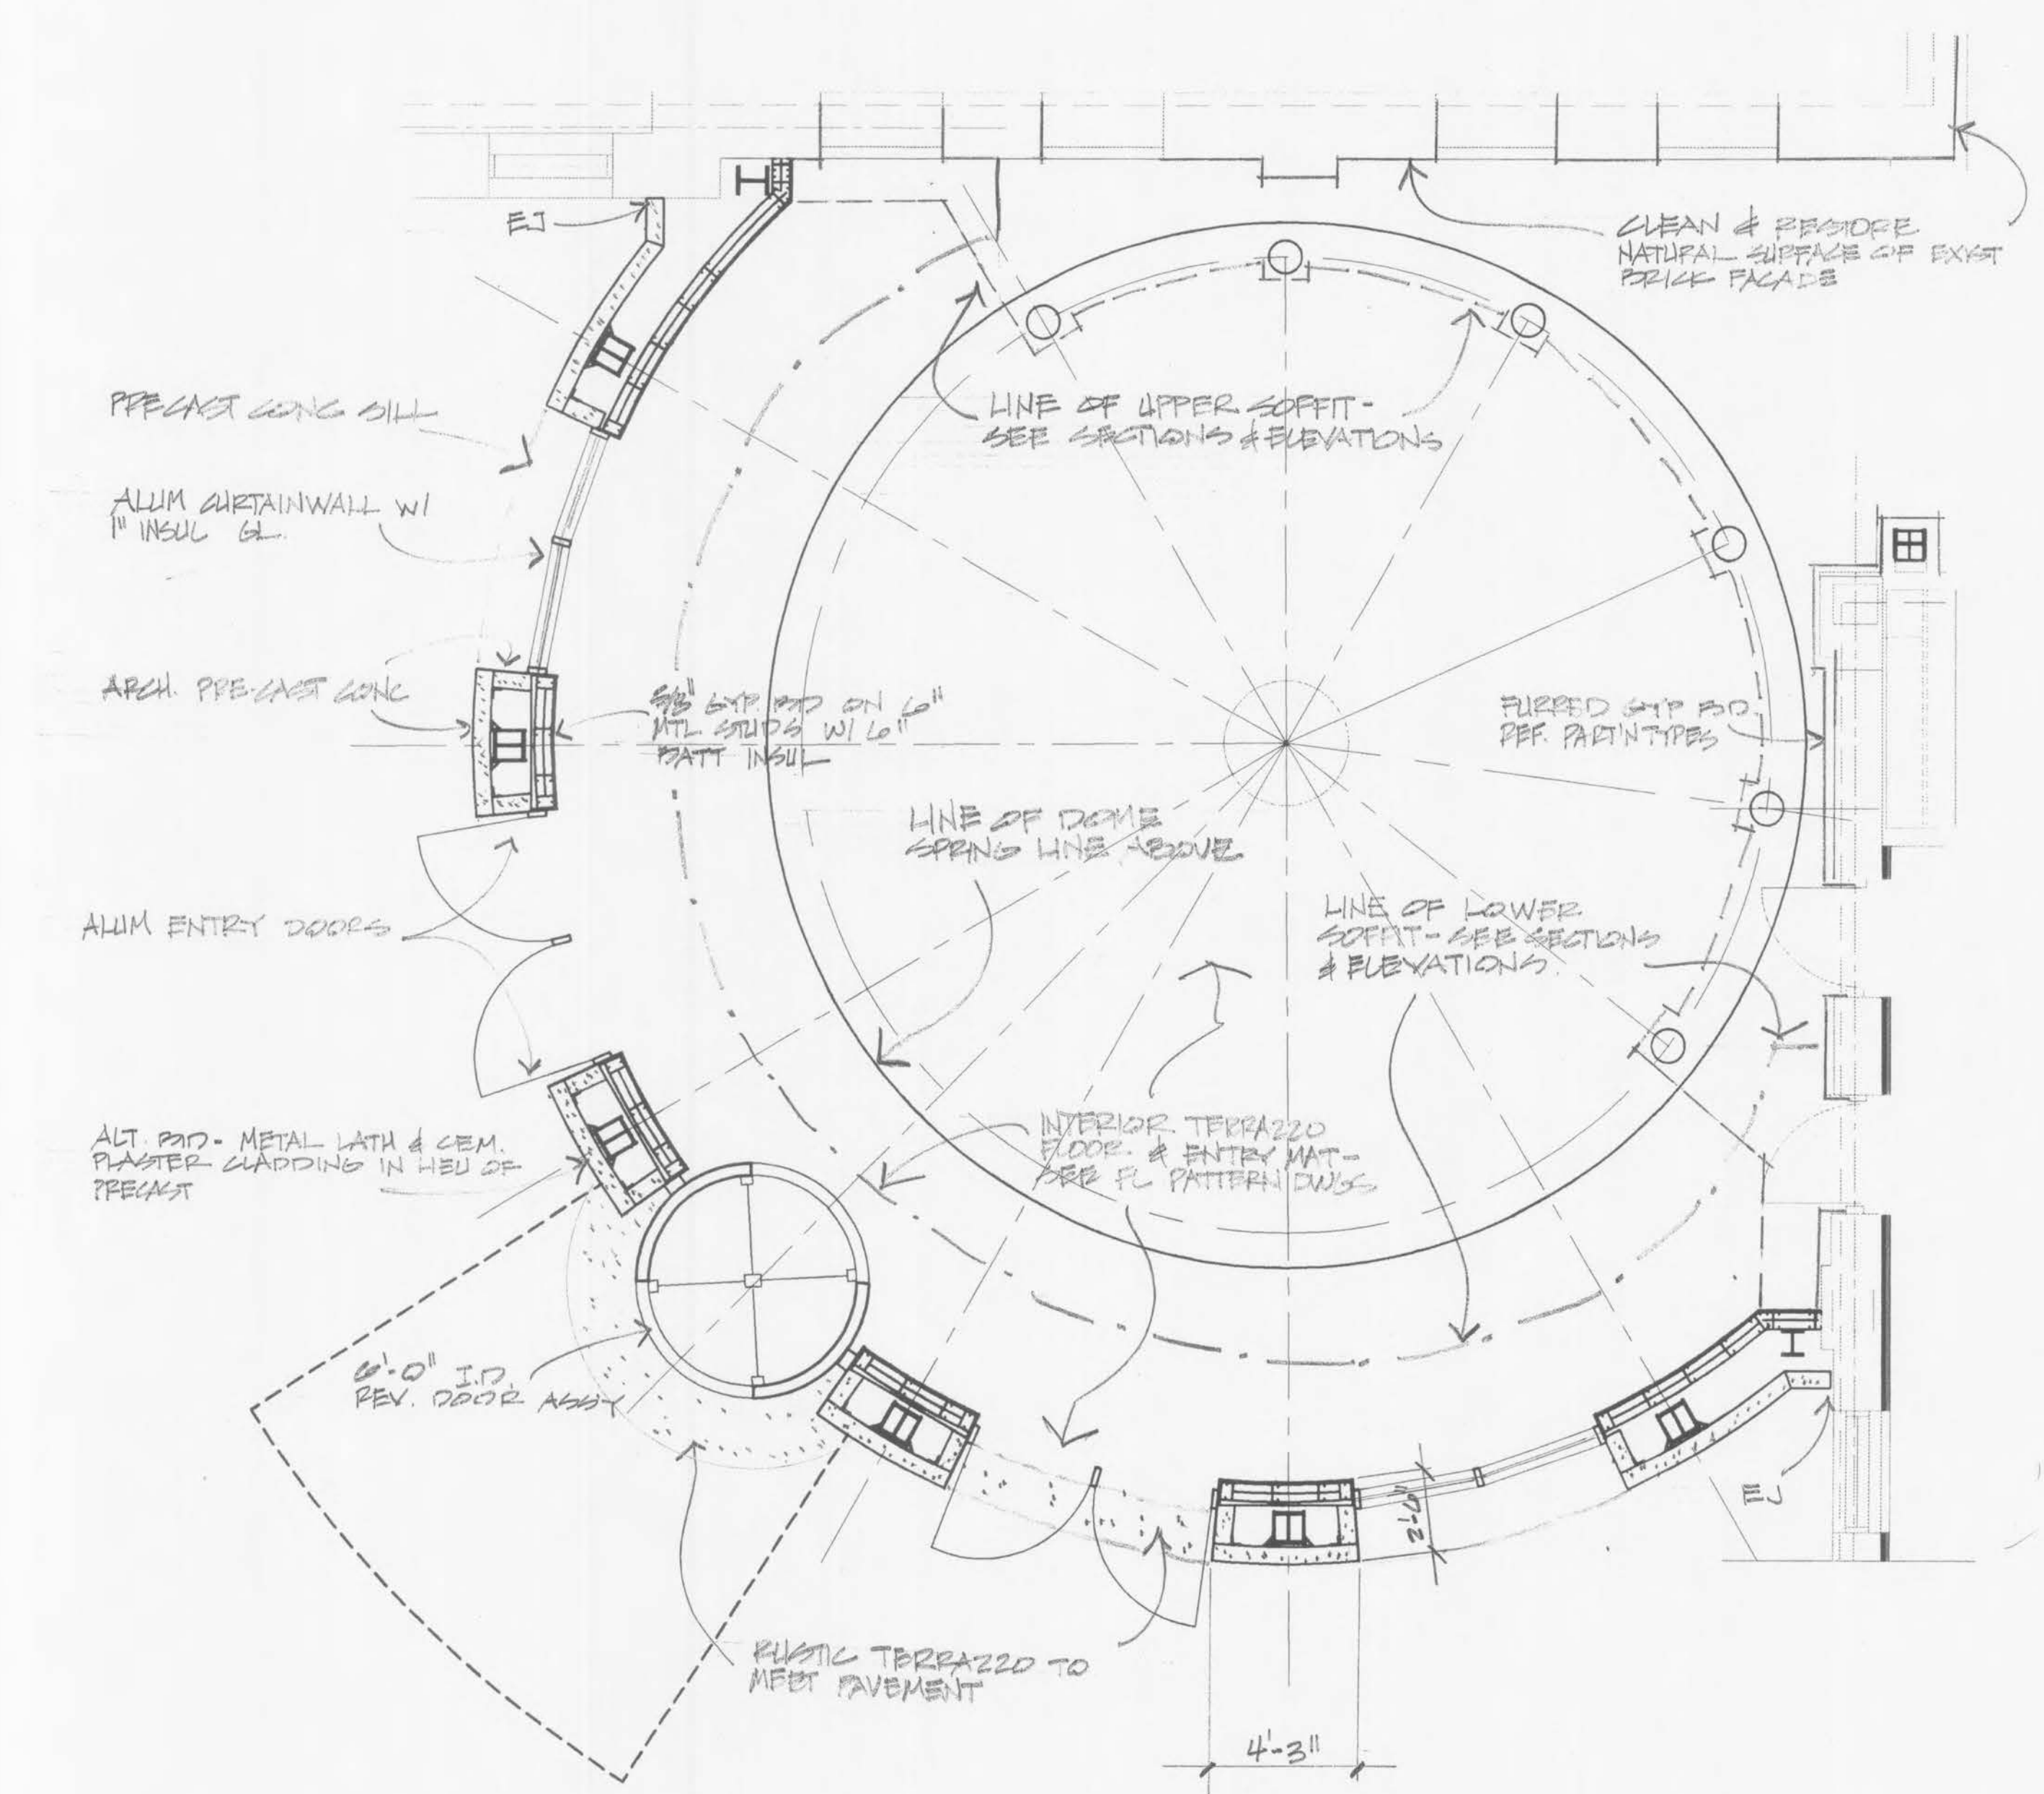 EJ
CLEAN & RESTORE
NATURAL SURFACE OF EXIST
BRICK FACADE
PRECAST CONC SILL
LINE OF UPPER SOFFIT-
SEE SECTIONS & ELEVATIONS
ALUM CURTAINWALL W/
1" INSUL GL.
ARCH. PRE-CAST CONC
5/8" GYP. BD ON 6"
MTL. STUDS W/ 6"
BATT INSUL
FURRED GYP BD.
REF. PART'N TYPES
LINE OF DOME
SPRING LINE ABOVE
ALUM ENTRY DOORS
LINE OF LOWER
SOFFIT-SEE SECTIONS
& ELEVATIONS.
ALT. BID- METAL LATH & CEM.
PLASTER CLADDING IN LIEU OF
PRECAST
INTERIOR TERRAZZO
FLOOR & ENTRY MAT-
SEE FL PATTERN DWGS
6'-0" I.D.
REV. DOOR ASS'Y
EJ
2'-0"
RUSTIC TERRAZZO TO
MEET PAVEMENT
4'-3"